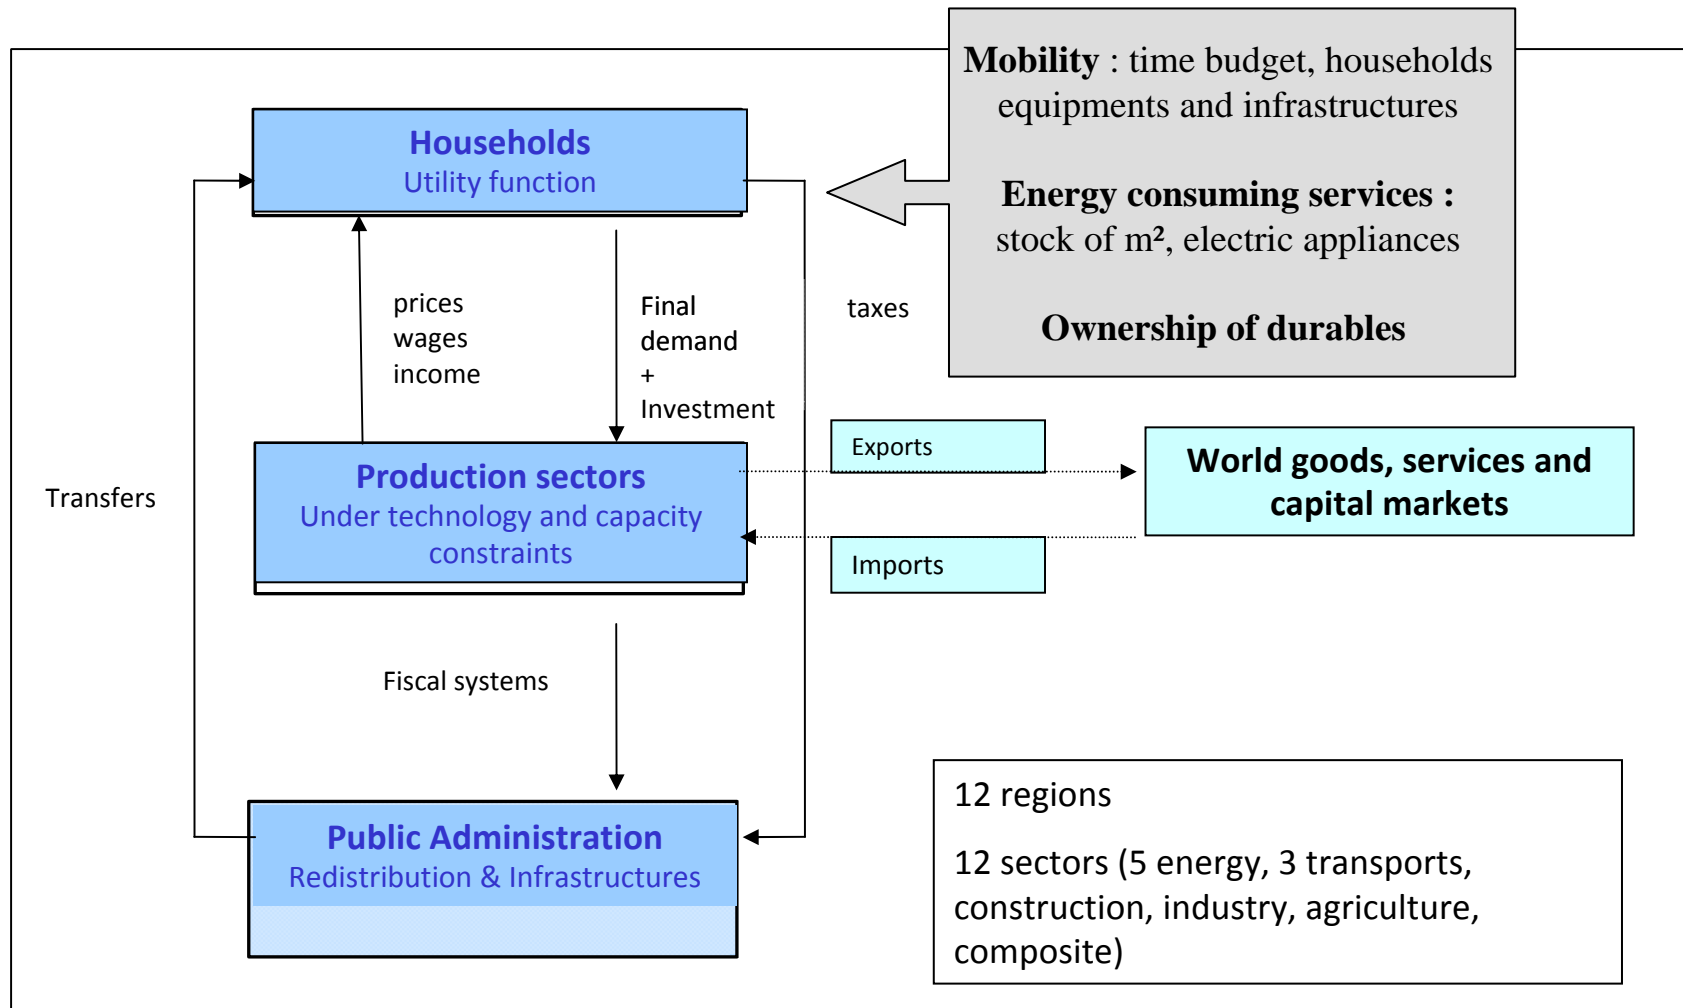 Mobility : time budget, households
equipments and infrastructures
Energy consuming services :
stock of m², electric appliances
Ownership of durables
Households
Utility function
prices
wages
income
Final
demand
+
Investment
taxes
Transfers
Production sectors
Under technology and capacity
constraints
Exports
Imports
World goods, services and
capital markets
Fiscal systems
Public Administration
Redistribution & Infrastructures
12 regions
12 sectors (5 energy, 3 transports,
construction, industry, agriculture,
composite)